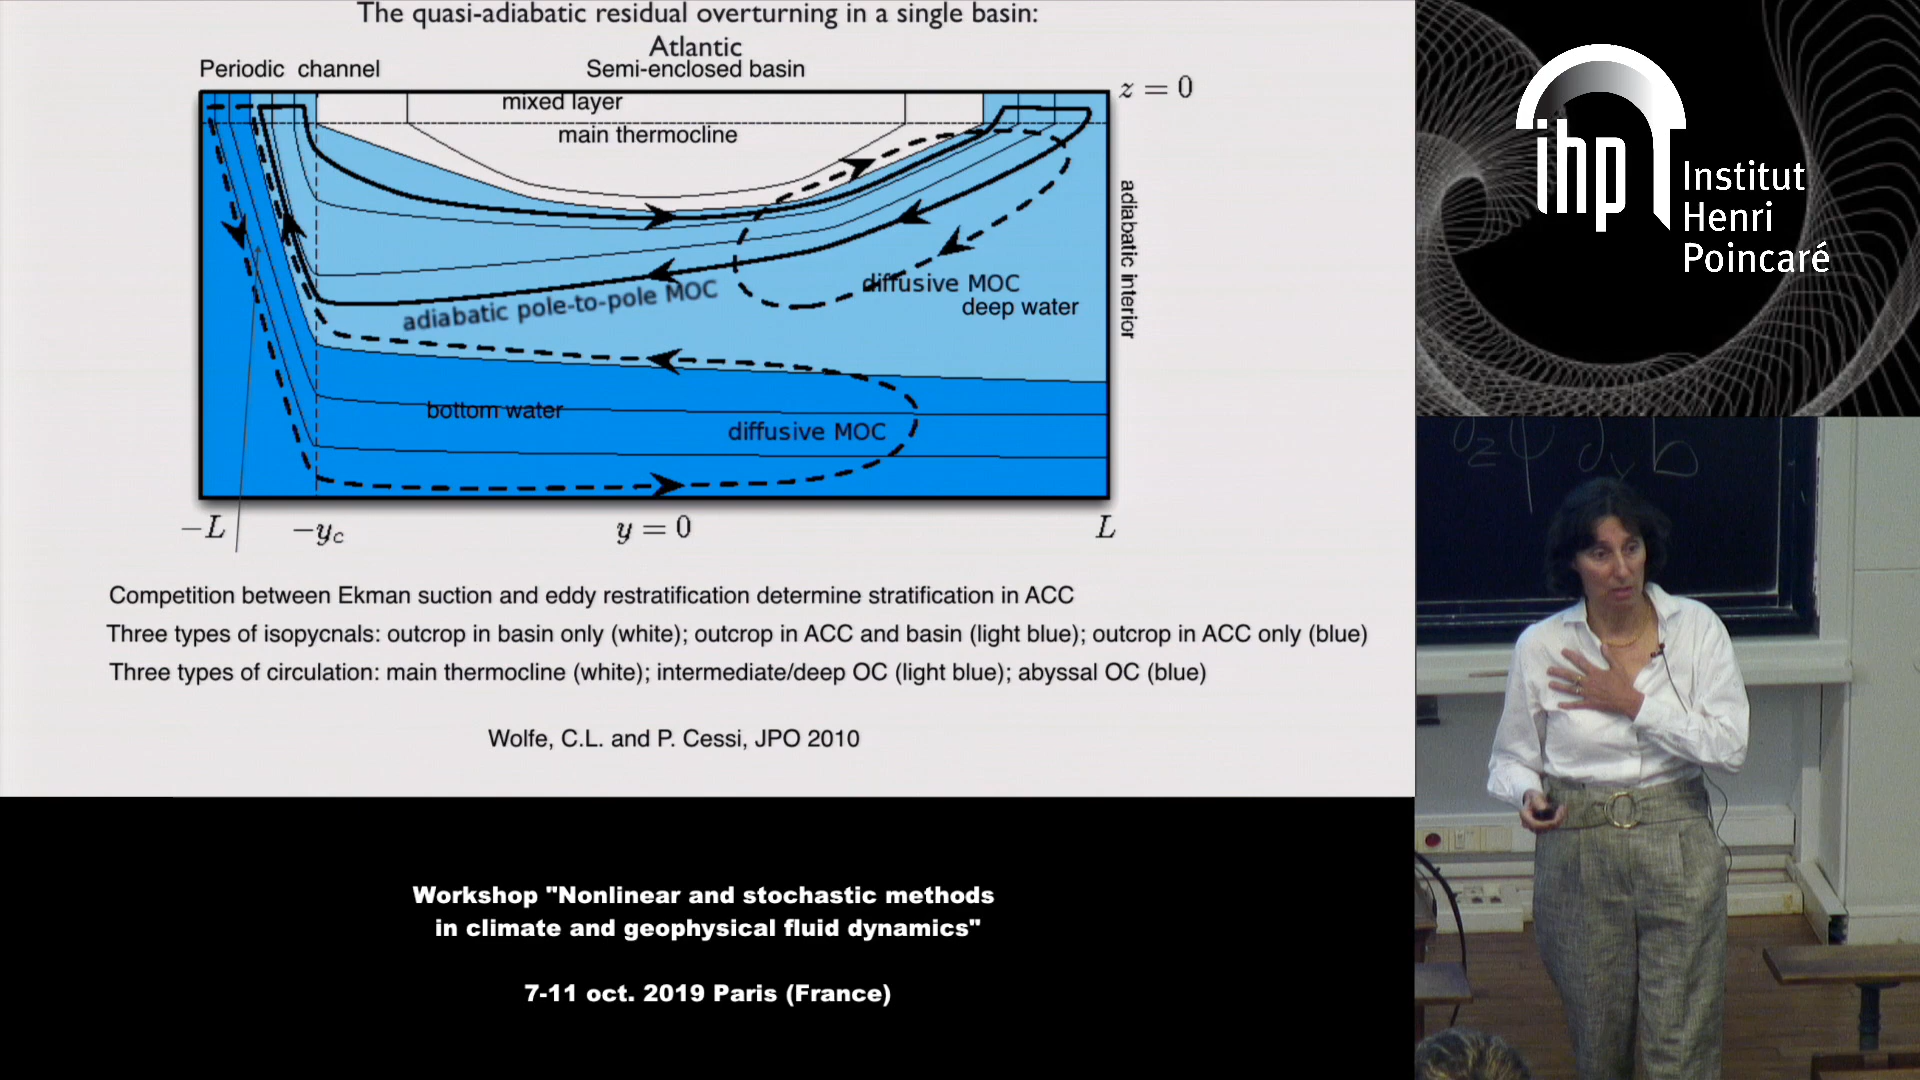 The quasi-adiabatic residual overturning in a single basin:
Atlantic
Periodic channel
Semi-enclosed basin
z = 0
mixed layer
main thermocline
adiabatic interior
diffusive MOC
deep water
adiabatic pole-to-pole MOC
bottom water
diffusive MOC
−L
−yc
y = 0
L
Competition between Ekman suction and eddy restratification determine stratification in ACC
Three types of isopycnals: outcrop in basin only (white); outcrop in ACC and basin (light blue); outcrop in ACC only (blue)
Three types of circulation: main thermocline (white); intermediate/deep OC (light blue); abyssal OC (blue)
Wolfe, C.L. and P. Cessi, JPO 2010
Workshop "Nonlinear and stochastic methods
in climate and geophysical fluid dynamics"
7-11 oct. 2019 Paris (France)
ihp
Institut
Henri
Poincaré